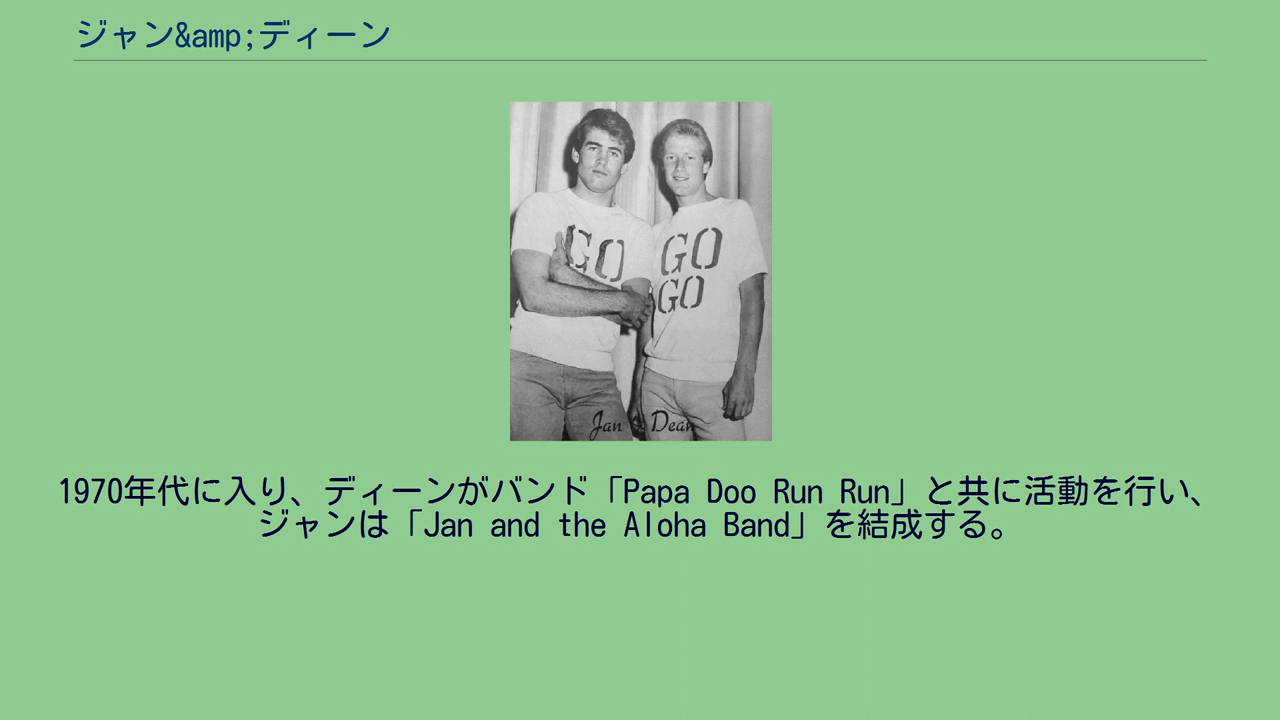 ジャン&amp;ディーン
GO GO
GO
Jan & Dean
1970年代に入り、ディーンがバンド「Papa Doo Run Run」と共に活動を行い、
ジャンは「Jan and the Aloha Band」を結成する。